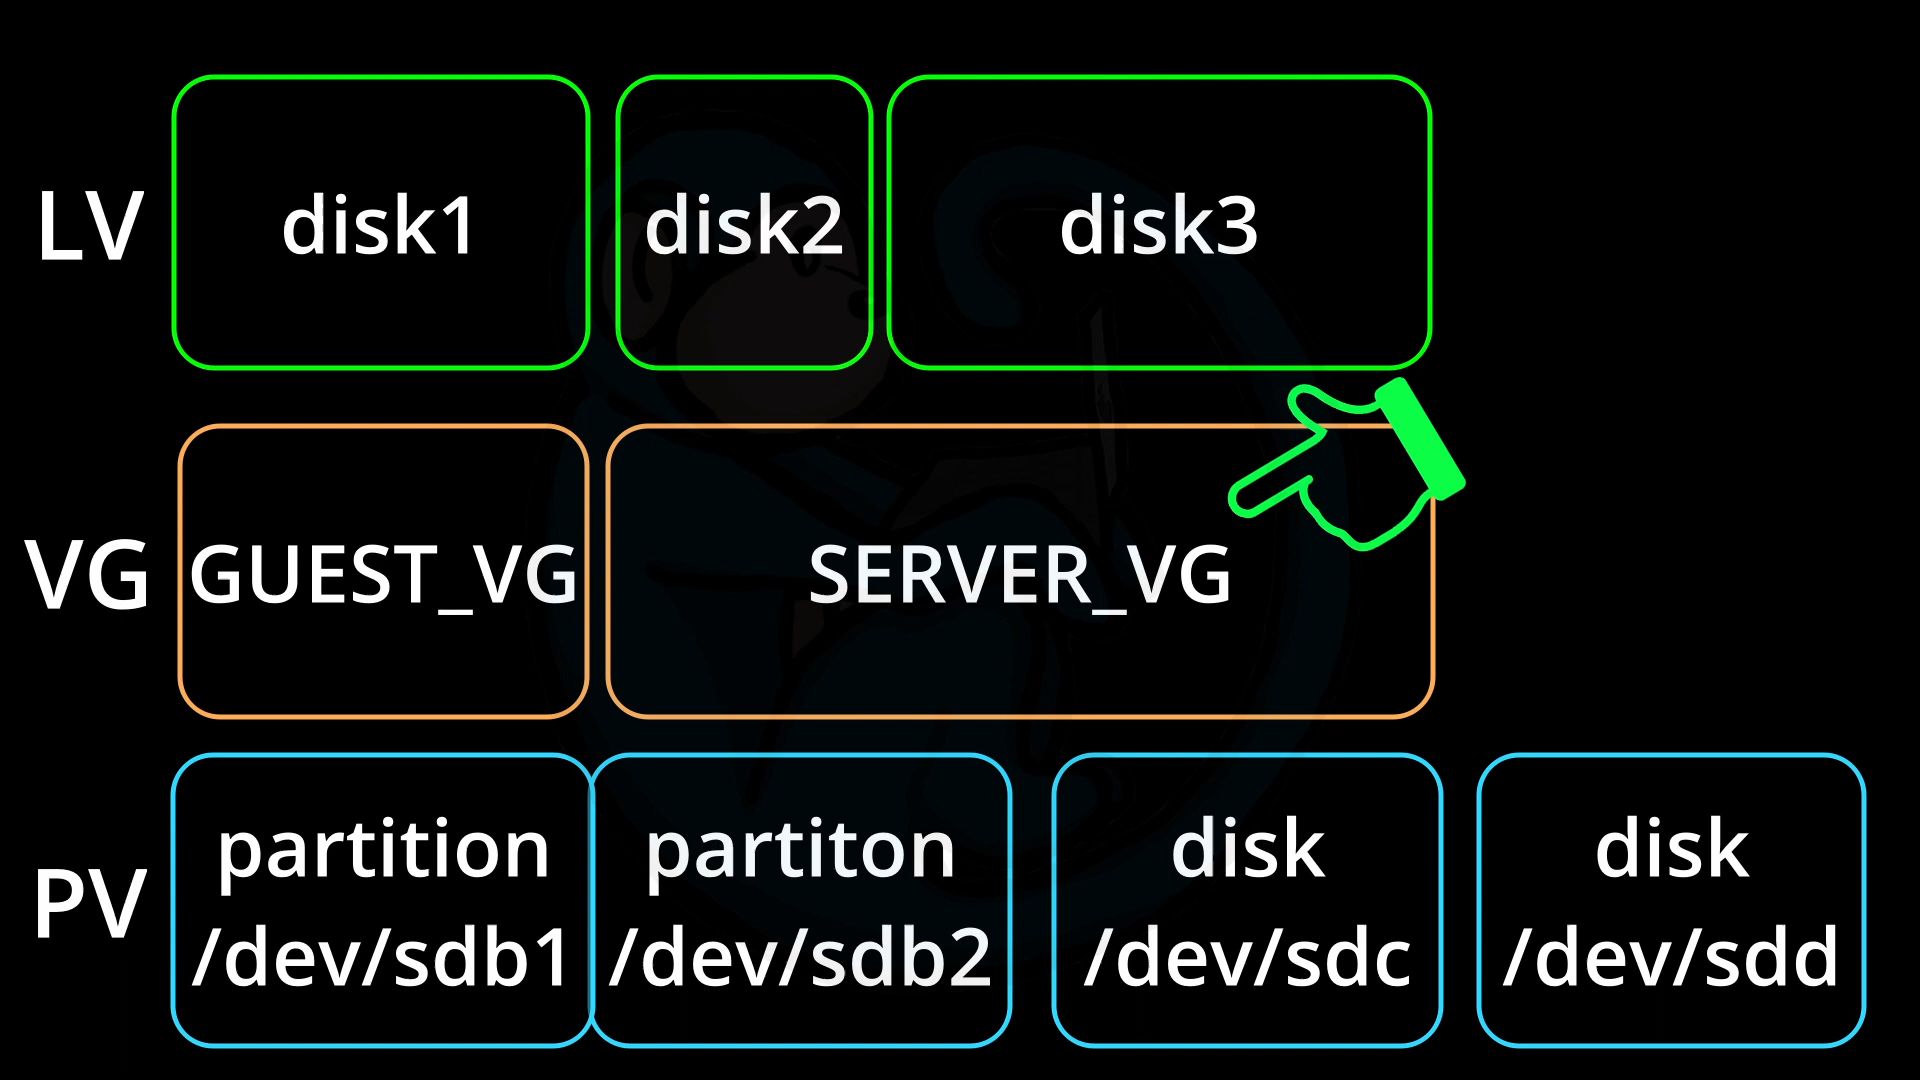 LV
disk1
disk2
disk3
VG
GUEST_VG
SERVER_VG
PV
partition
/dev/sdb1
partiton
/dev/sdb2
disk
/dev/sdc
disk
/dev/sdd